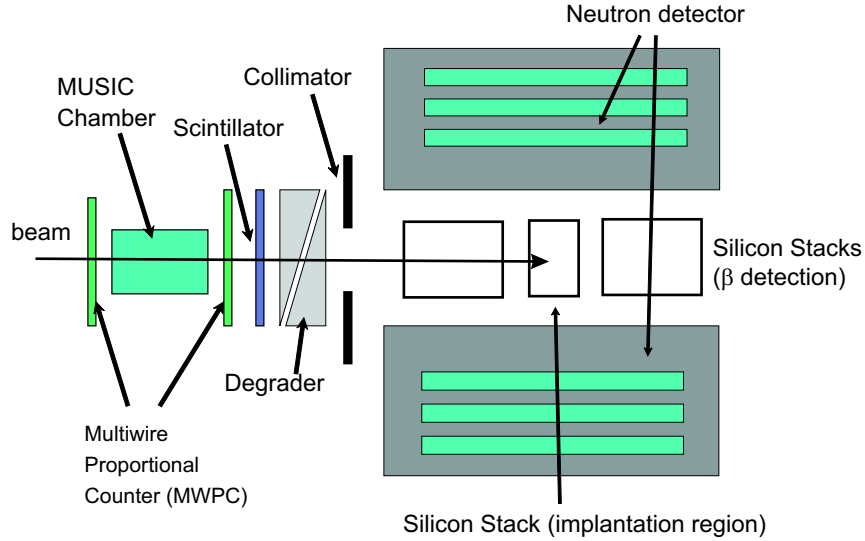 Neutron detector
MUSIC
Chamber
Collimator
Scintillator
beam
Silicon Stacks
(β detection)
Degrader
Multiwire
Proportional
Counter (MWPC)
Silicon Stack (implantation region)